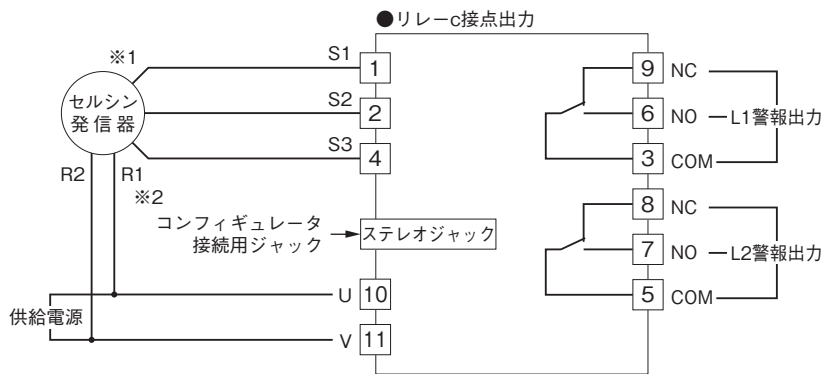 ●リレーc接点出力
※1
S1
1
9
NC
セルシン
発信器
S2
2
6
NO
L1警報出力
S3
4
3
COM
R2
R1
※2
8
NC
コンフィギュレータ
接続用ジャック
ステレオジャック
7
NO
L2警報出力
U
10
5
COM
供給電源
V
11